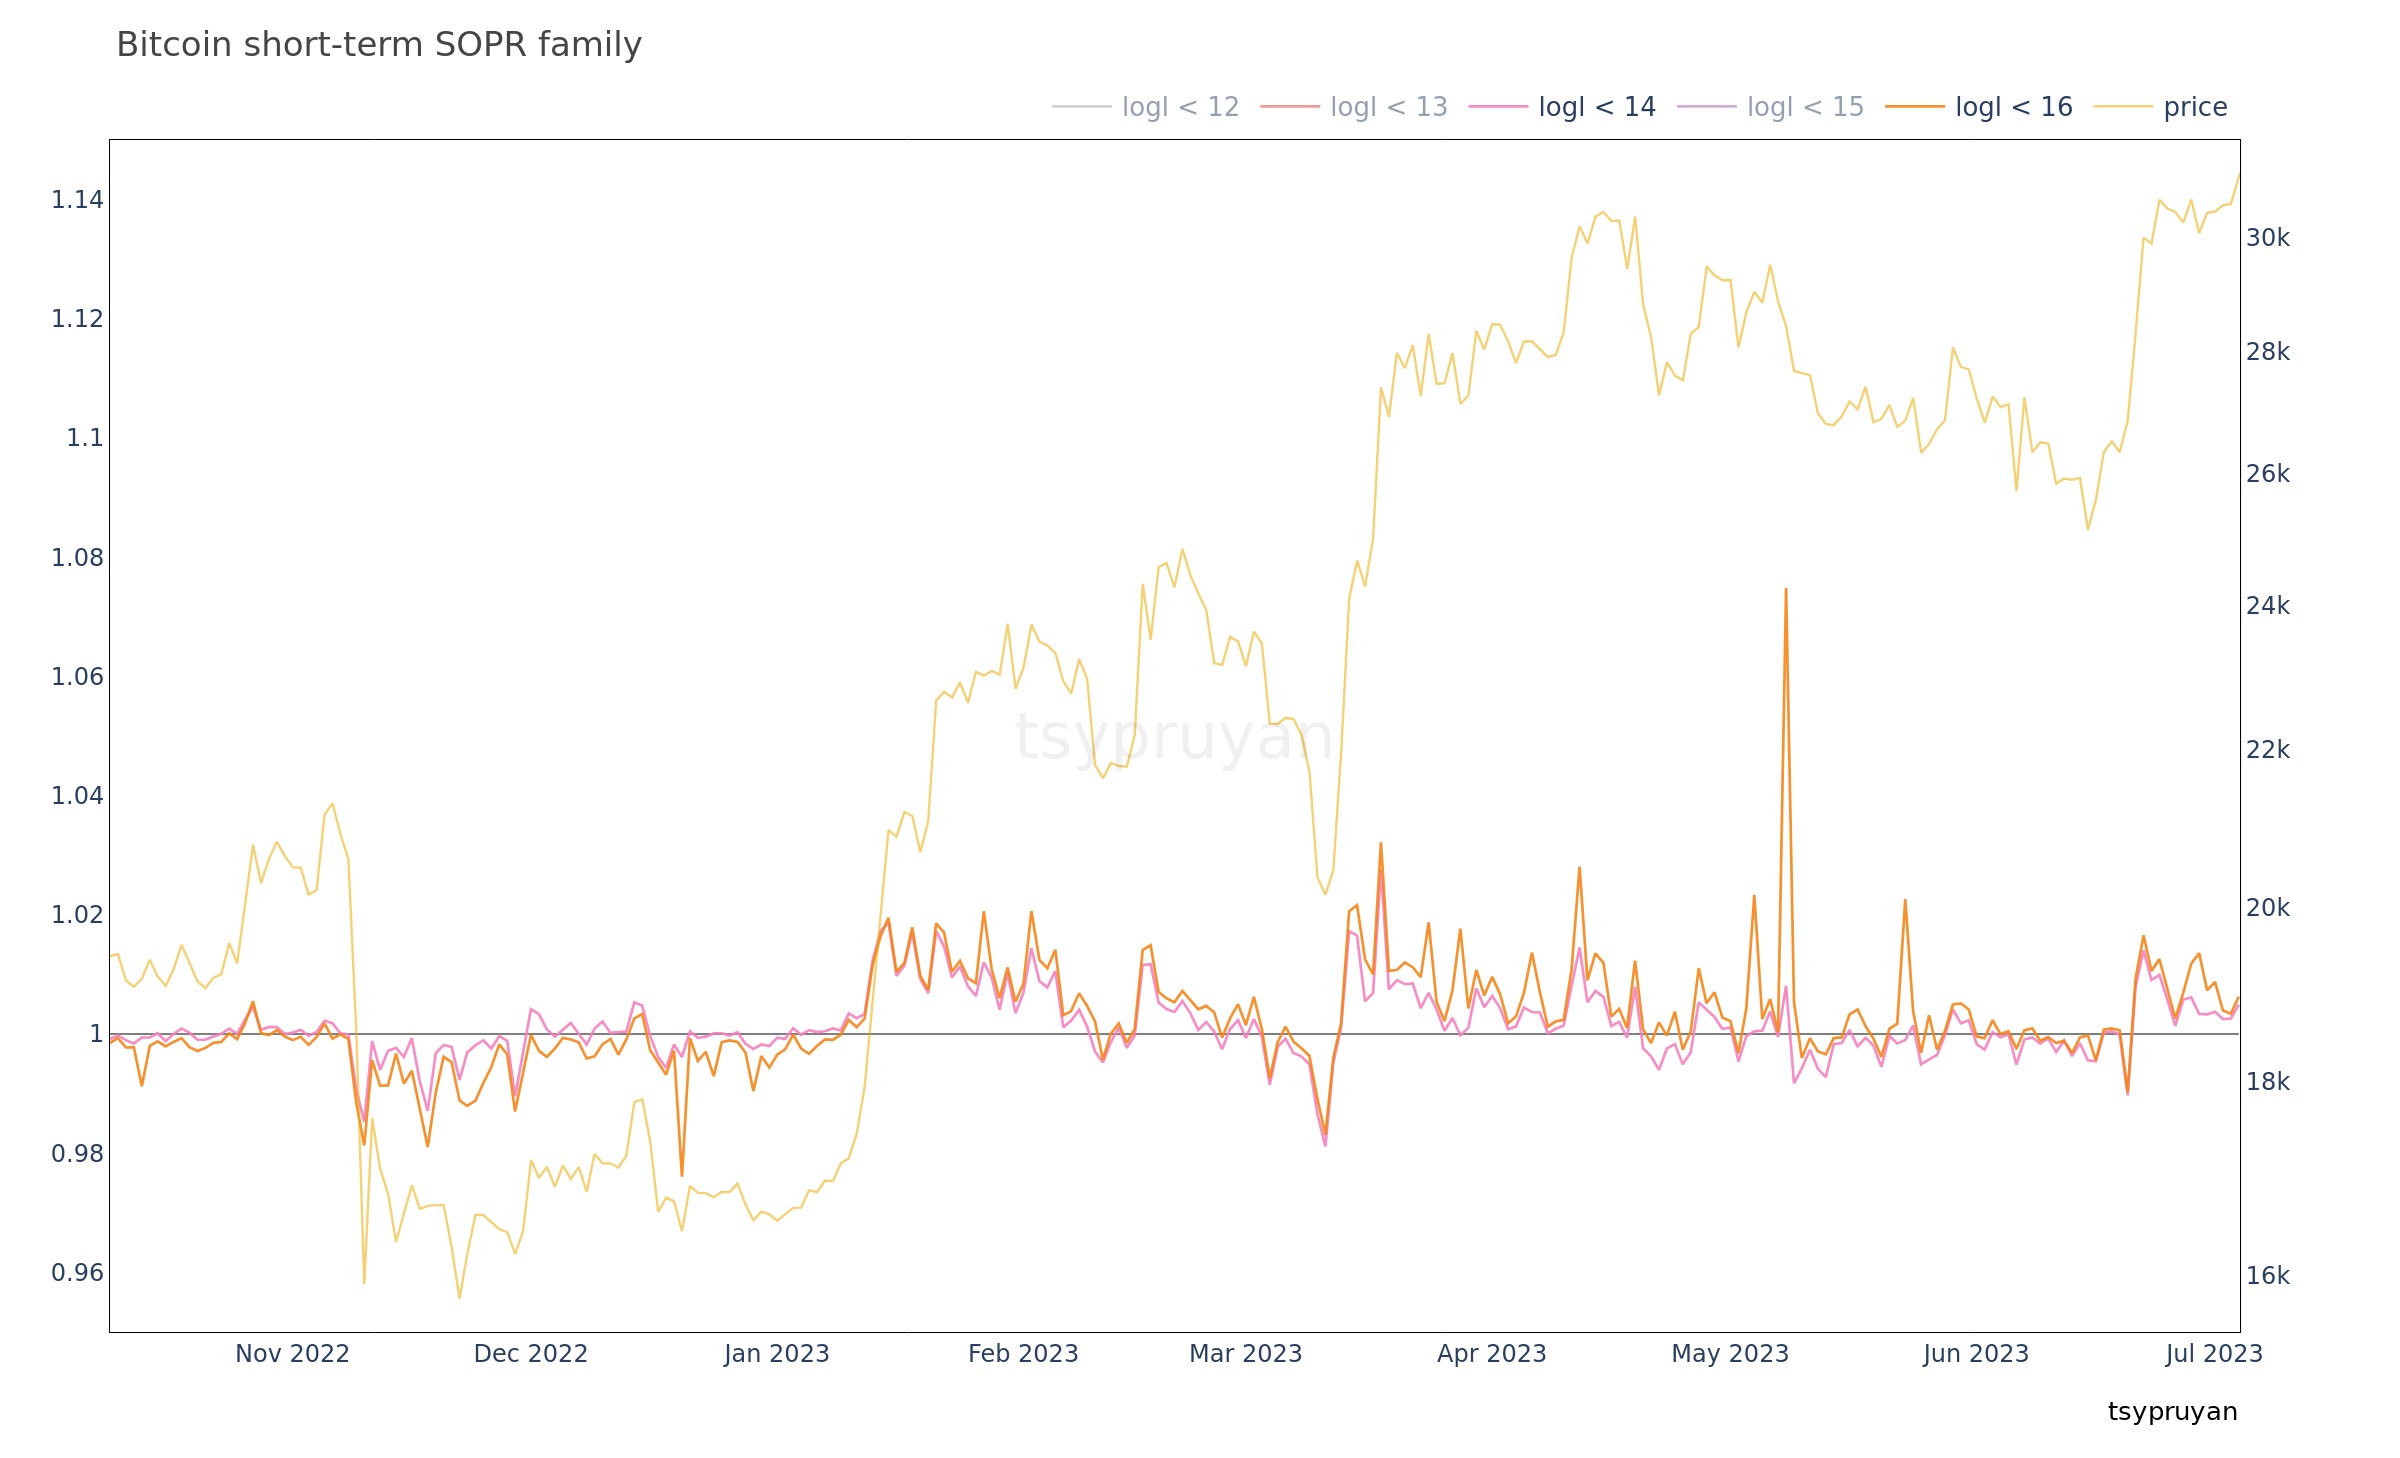 Bitcoin short-term SOPR family
logl < 12 logl < 13 logl < 14 logl < 15 logl < 16 price
1.14
1.12
1.1
1.08
1.06
1.04
1.02
1
0.98
0.96
30k
28k
26k
24k
22k
20k
18k
16k
tsypruyan
Nov 2022 Dec 2022 Jan 2023 Feb 2023 Mar 2023 Apr 2023 May 2023 Jun 2023 Jul 2023
tsypruyan